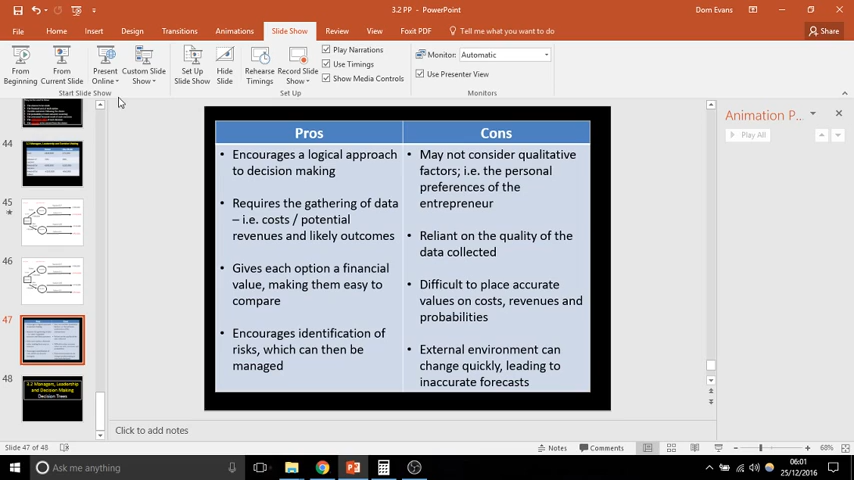 3.2 PP - PowerPoint
Dom Evans
File Home Insert Design Transitions Animations Slide Show Review View Foxit PDF Tell me what you want to do... Share
From Beginning
From Current Slide
Present Online
Custom Slide Show
Set Up Slide Show
Hide Slide
Rehearse Timings
Record Slide Show
Play Narrations
Use Timings
Show Media Controls
Monitor: Automatic
Use Presenter View
Start Slide Show
Set Up
Monitors
44
45
46
47
48
3.2 Managers, Leadership
and Decision Making
Decision Trees
Pros
Encourages a logical approach
to decision making
Requires the gathering of data
– i.e. costs / potential
revenues and likely outcomes
Gives each option a financial
value, making them easy to
compare
Encourages identification of
risks, which can then be
managed
Cons
May not consider qualitative
factors; i.e. the personal
preferences of the
entrepreneur
Reliant on the quality of the
data collected
Difficult to place accurate
values on costs, revenues and
probabilities
External environment can
change quickly, leading to
inaccurate forecasts
Animation P...
Play All
Click to add notes
Slide 47 of 48
Notes
Comments
68%
Ask me anything
06:01
25/12/2016